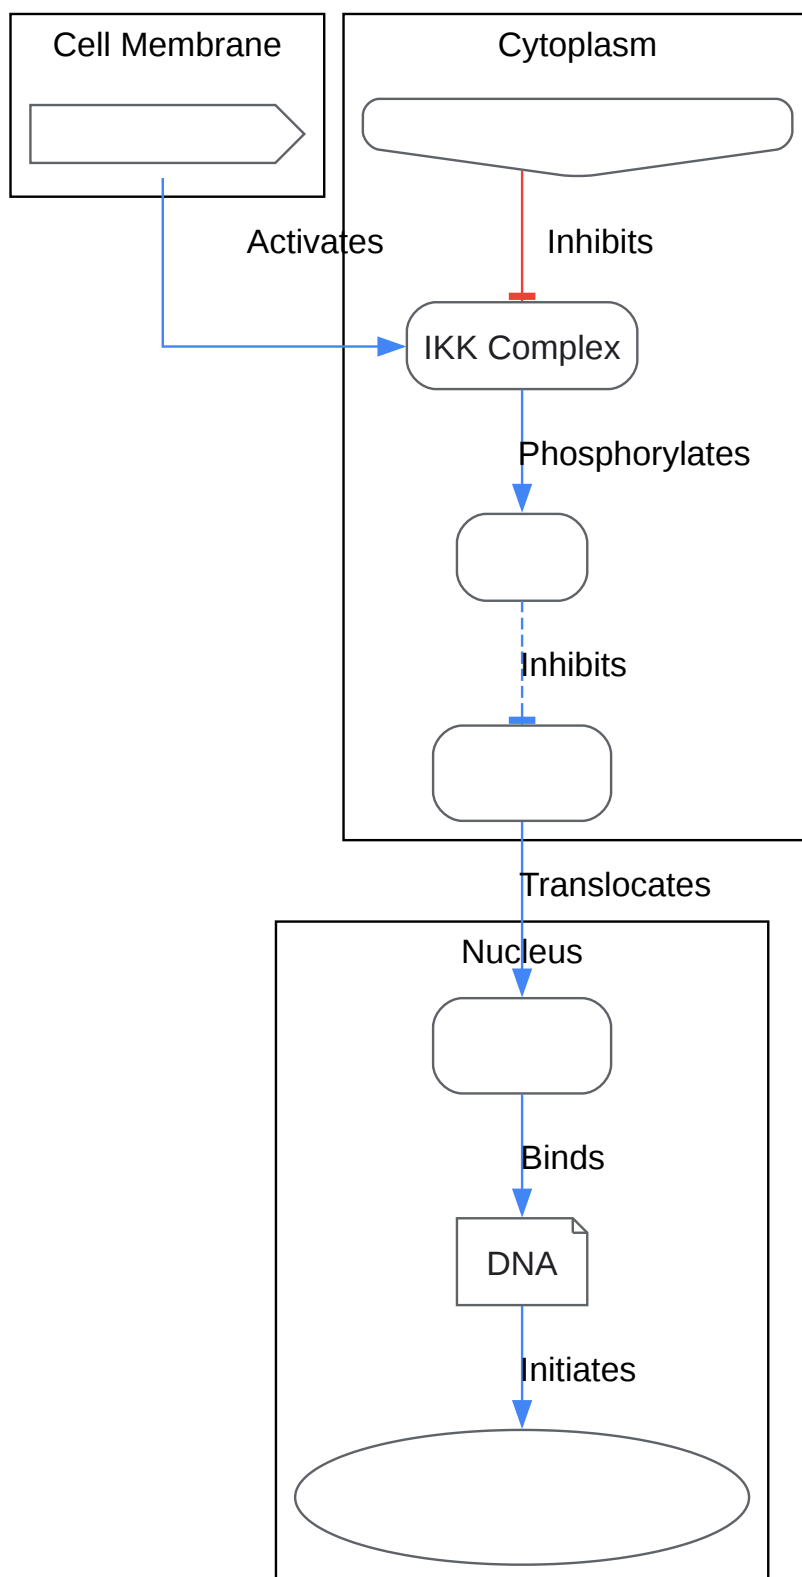 Cell Membrane
Cytoplasm
Activates
Inhibits
IKK Complex
Phosphorylates
Inhibits
Translocates
Nucleus
Binds
DNA
Initiates